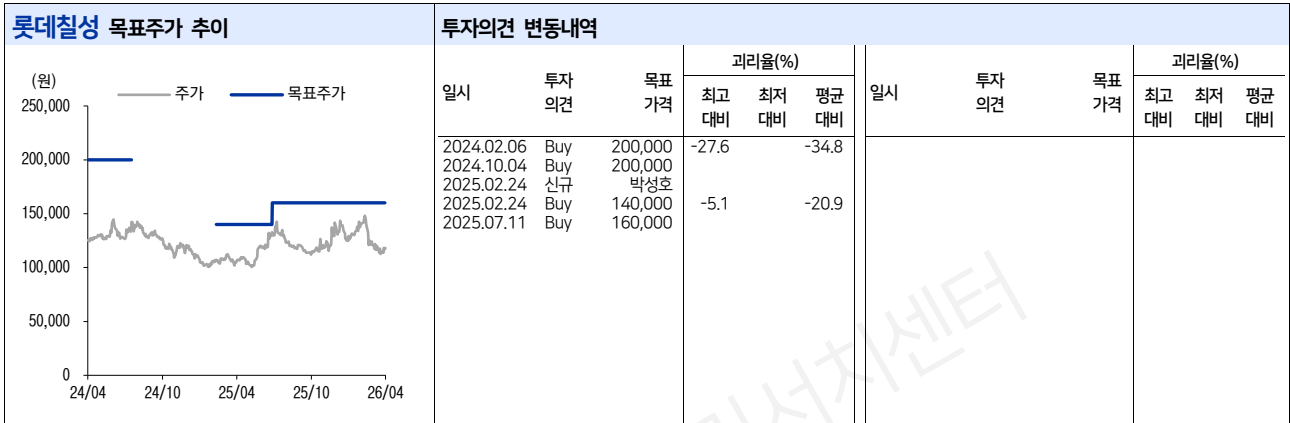 롯데칠성 목표주가 추이
(원)
주가 목표주가
250,000
200,000
150,000
100,000
50,000
0
24/04 24/10 25/04 25/10 26/04
투자의견 변동내역
일시 투자의견 목표가격 괴리율(%)
최고대비 최저대비 평균대비
2024.02.06 Buy 200,000 -27.6 -34.8
2024.10.04 Buy 200,000
2025.02.24 신규 박성호
2025.02.24 Buy 140,000 -5.1 -20.9
2025.07.11 Buy 160,000
일시 투자의견 목표가격 괴리율(%)
최고대비 최저대비 평균대비
리서치센터